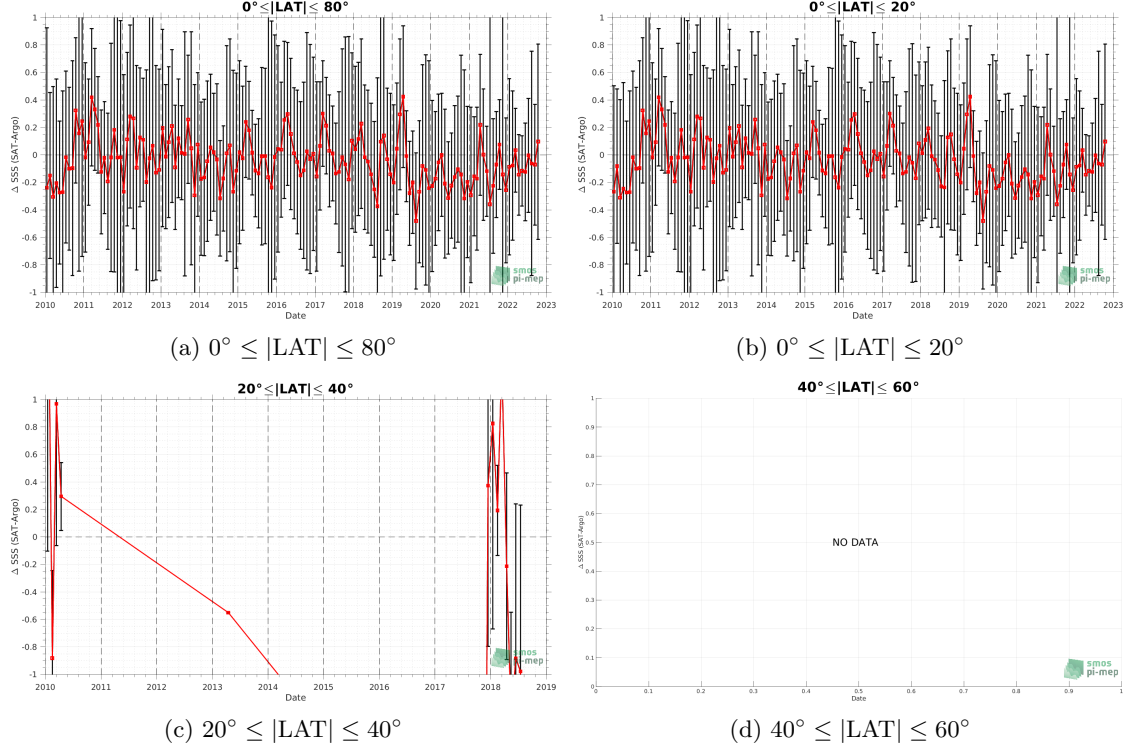 0°≤|LAT|≤ 80°
Δ SSS (SAT-Argo)
1
0.8
0.6
0.4
0.2
0
-0.2
-0.4
-0.6
-0.8
-1
2010 2011 2012 2013 2014 2015 2016 2017 2018 2019 2020 2021 2022 2023
Date
smos
pi-mep
(a) 0° ≤ |LAT| ≤ 80°
0°≤|LAT|≤ 20°
Δ SSS (SAT-Argo)
1
0.8
0.6
0.4
0.2
0
-0.2
-0.4
-0.6
-0.8
-1
2010 2011 2012 2013 2014 2015 2016 2017 2018 2019 2020 2021 2022 2023
Date
smos
pi-mep
(b) 0° ≤ |LAT| ≤ 20°
20°≤|LAT|≤ 40°
Δ SSS (SAT-Argo)
1
0.8
0.6
0.4
0.2
0
-0.2
-0.4
-0.6
-0.8
-1
2010 2011 2012 2013 2014 2015 2016 2017 2018 2019
Date
smos
pi-mep
(c) 20° ≤ |LAT| ≤ 40°
40°≤|LAT|≤ 60°
Δ SSS (SAT-Argo)
1
0.9
0.8
0.7
0.6
0.5
0.4
0.3
0.2
0.1
0
NO DATA
0 0.1 0.2 0.3 0.4 0.5 0.6 0.7 0.8 0.9 1
Date
smos
pi-mep
(d) 40° ≤ |LAT| ≤ 60°